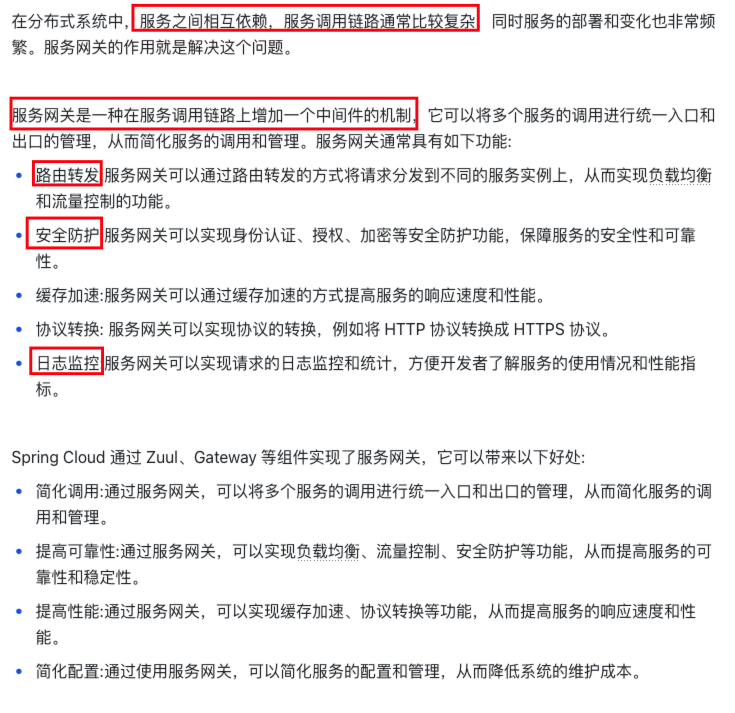 在分布式系统中，服务之间相互依赖，服务调用链路通常比较复杂，同时服务的部署和变化也非常频
繁。服务网关的作用就是解决这个问题。
服务网关是一种在服务调用链路上增加一个中间件的机制，它可以将多个服务的调用进行统一入口和
出口的管理，从而简化服务的调用和管理。服务网关通常具有如下功能:
• 路由转发:服务网关可以通过路由转发的方式将请求分发到不同的服务实例上，从而实现负载均衡
和流量控制的功能。
• 安全防护:服务网关可以实现身份认证、授权、加密等安全防护功能，保障服务的安全性和可靠
性。
• 缓存加速:服务网关可以通过缓存加速的方式提高服务的响应速度和性能。
• 协议转换: 服务网关可以实现协议的转换，例如将 HTTP 协议转换成 HTTPS 协议。
• 日志监控:服务网关可以实现请求的日志监控和统计，方便开发者了解服务的使用情况和性能指
标。
Spring Cloud 通过 Zuul、Gateway 等组件实现了服务网关，它可以带来以下好处:
• 简化调用:通过服务网关，可以将多个服务的调用进行统一入口和出口的管理，从而简化服务的调
用和管理。
• 提高可靠性:通过服务网关，可以实现负载均衡、流量控制、安全防护等功能，从而提高服务的可
靠性和稳定性。
• 提高性能:通过服务网关，可以实现缓存加速、协议转换等功能，从而提高服务的响应速度和性
能。
• 简化配置:通过使用服务网关，可以简化服务的配置和管理，从而降低系统的维护成本。